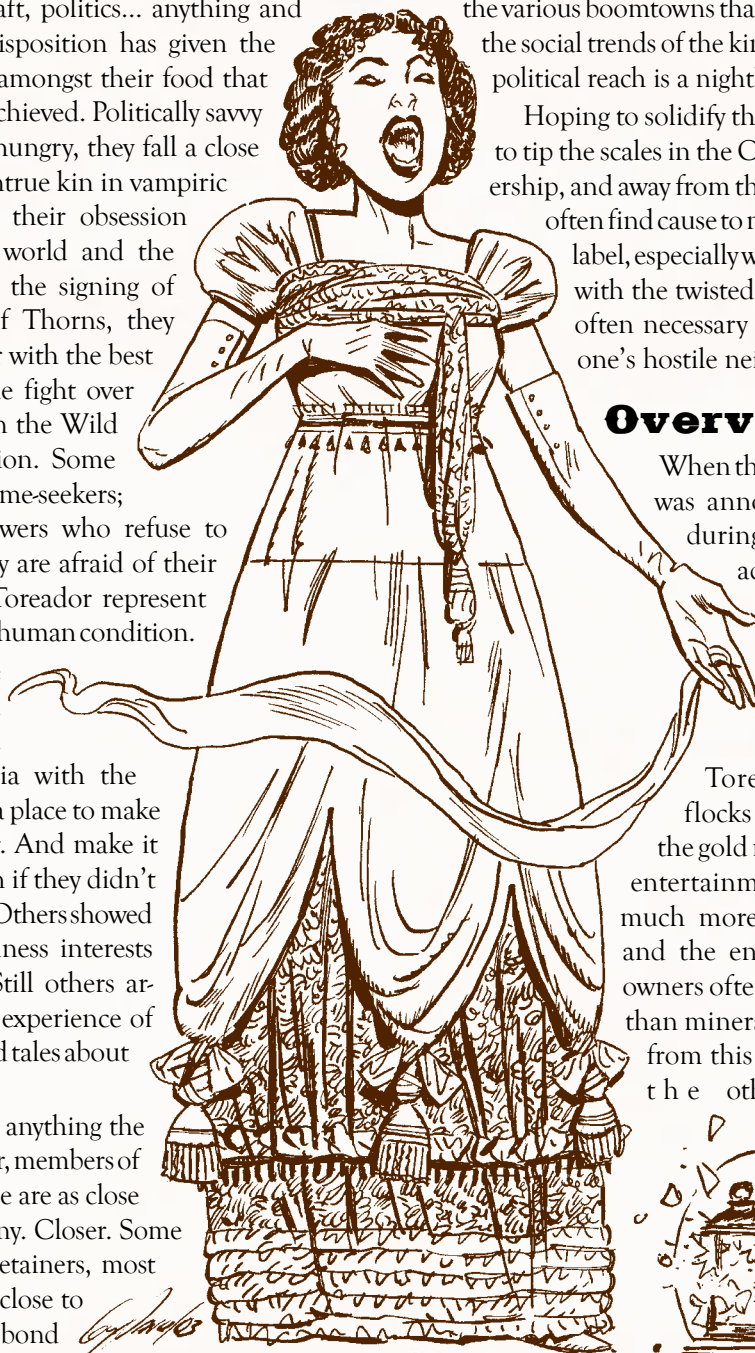 aft, politics... anything and
isposition has given the
amongst their food that
chieved. Politically savvy
hungry, they fall a close
ntrue kin in vampiric
their obsession
world and the
the signing of
f Thorns, they
r with the best
e fight over
n the Wild
ion. Some
me-seekers;
wers who refuse to
y are afraid of their
Toreador represent
human condition.
ia with the
a place to make
. And make it
n if they didn't
Others showed
iness interests
Still others ar-
experience of
d tales about
anything the
r, members of
e are as close
ny. Closer. Some
etainers, most
close to
bond
the various boomtowns tha
the social trends of the kin
political reach is a night
Hoping to solidify th
to tip the scales in the C
ership, and away from th
often find cause to r
label, especially w
with the twisted
often necessary
one's hostile nei
Overv
When th
was anno
during
ac
Tore
flocks
the gold r
entertainm
much more
and the en
owners ofte
than minera
from this
the oth